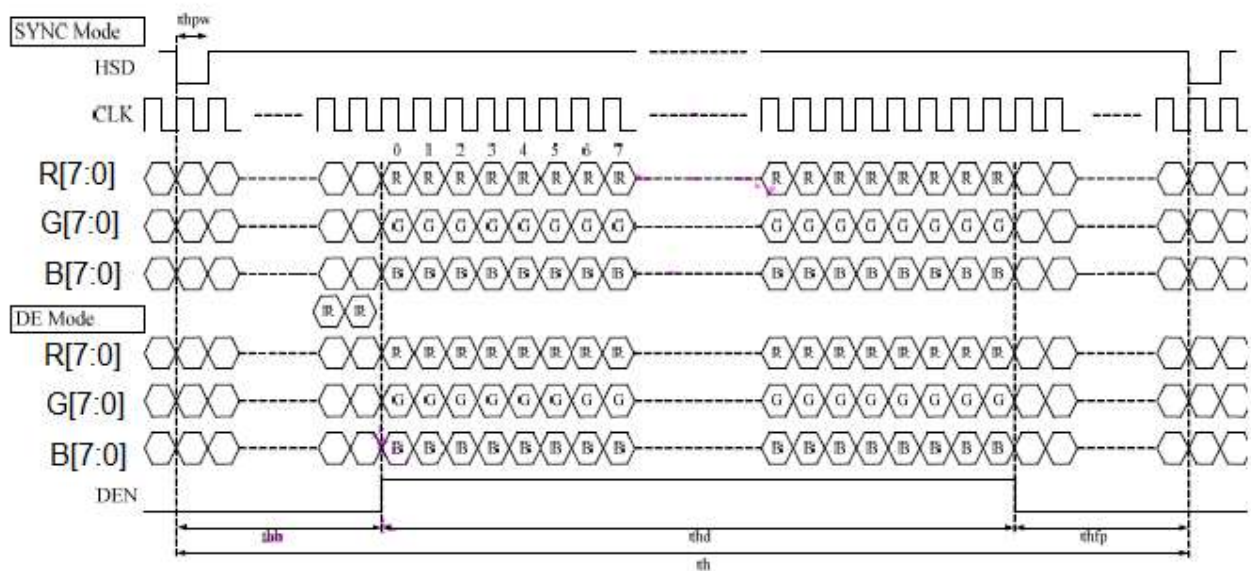 SYNC Mode
thpw
HSD
CLK
0 1 2 3 4 5 6 7
R[7:0] R R R R R R R R R R R R R R R R
G[7:0] G G G G G G G G G G G G G G G G
B[7:0] B B B B B B B B B B B B B B B B
R R
DE Mode
R[7:0] R R R R R R R R R R R R R R R R
G[7:0] G G G G G G G G G G G G G G G G
B[7:0] B B B B B B B B B B B B B B B B
DEN
thb thd thfp
th